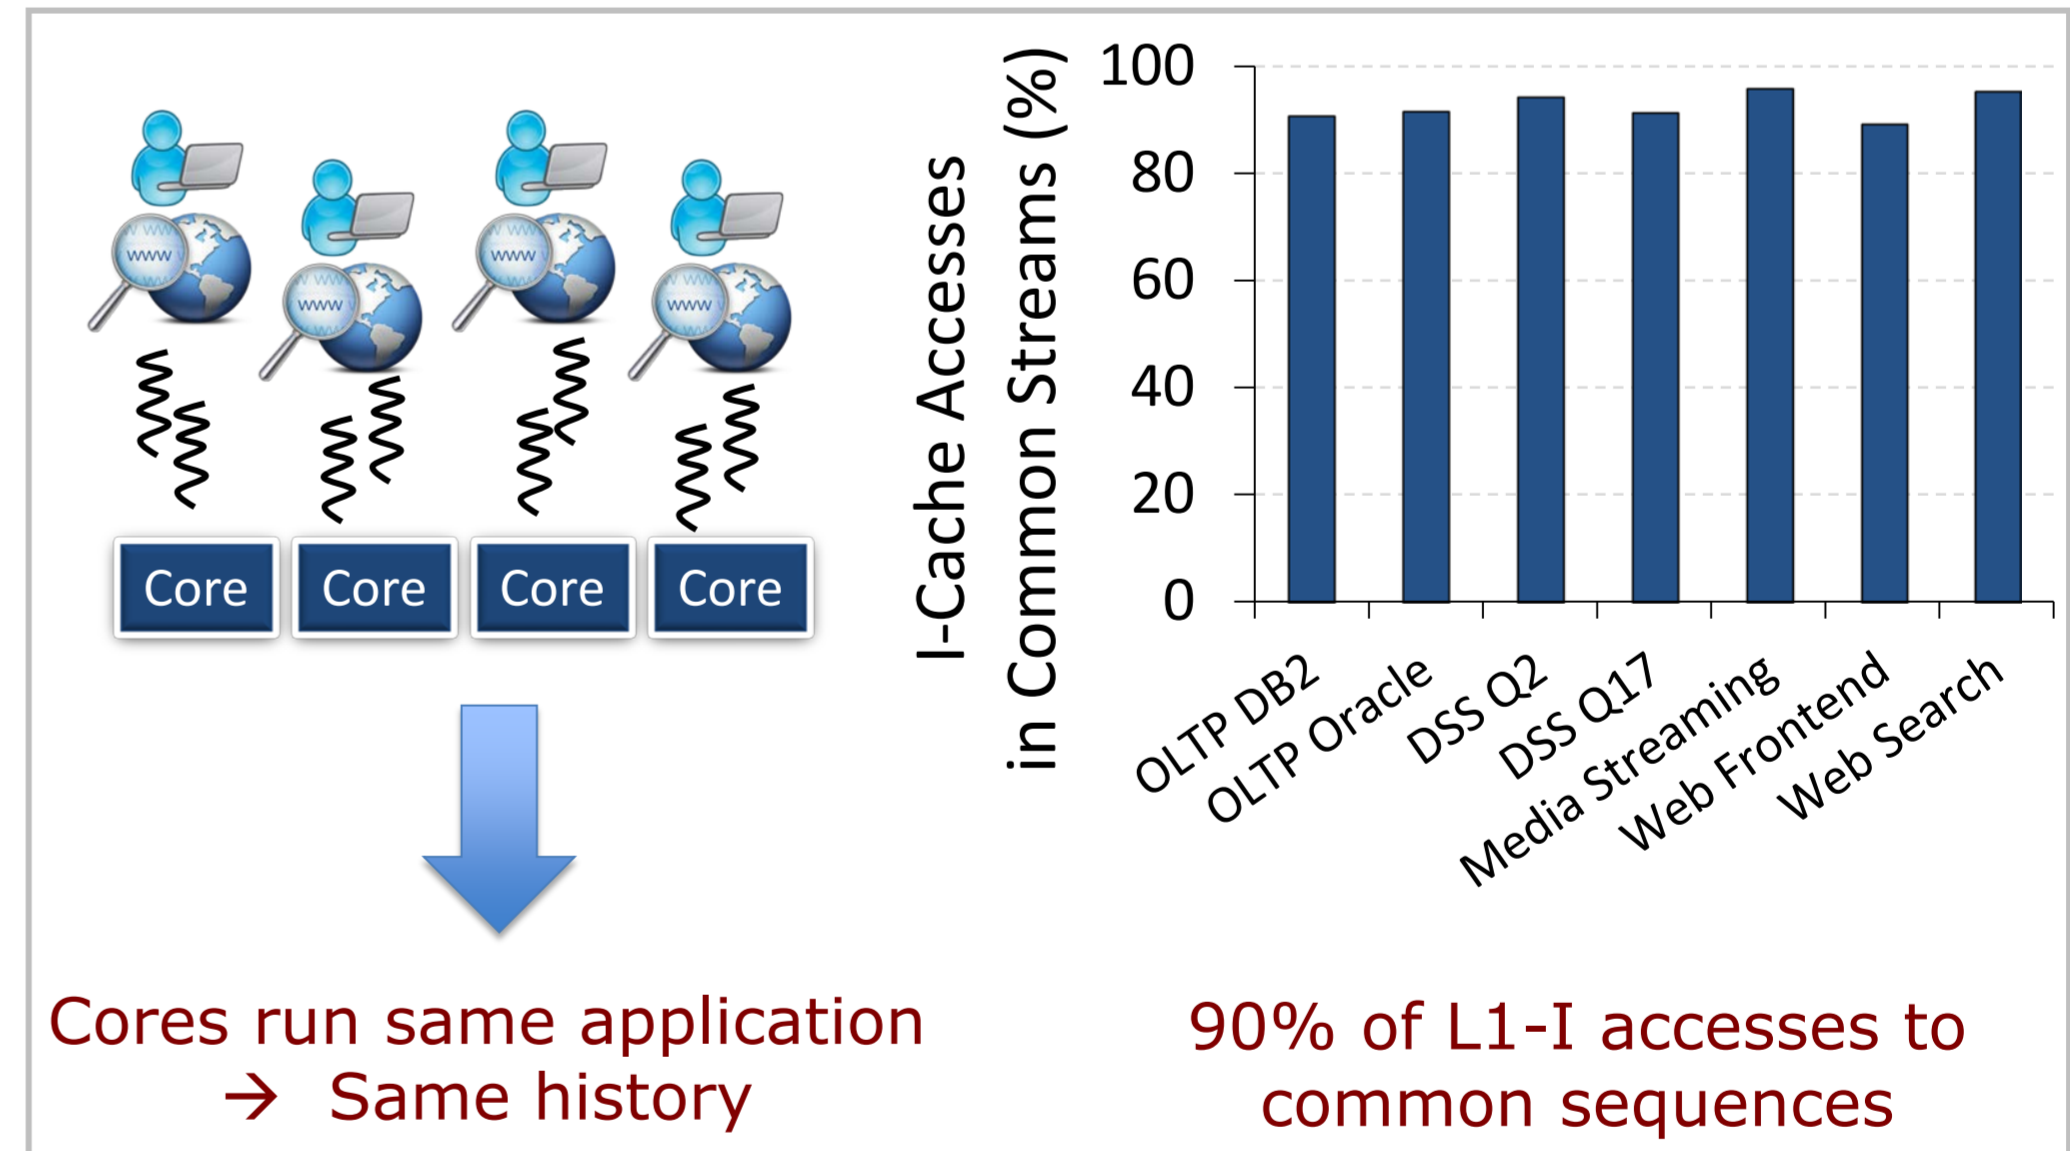 www
www
www
www
Core
Core
Core
Core
Cores run same application
→ Same history
I-Cache Accesses
in Common Streams (%)
100
80
60
40
20
0
OLTP DB2
OLTP Oracle
DSS Q2
DSS Q17
Media Streaming
Web Frontend
Web Search
90% of L1-I accesses to
common sequences